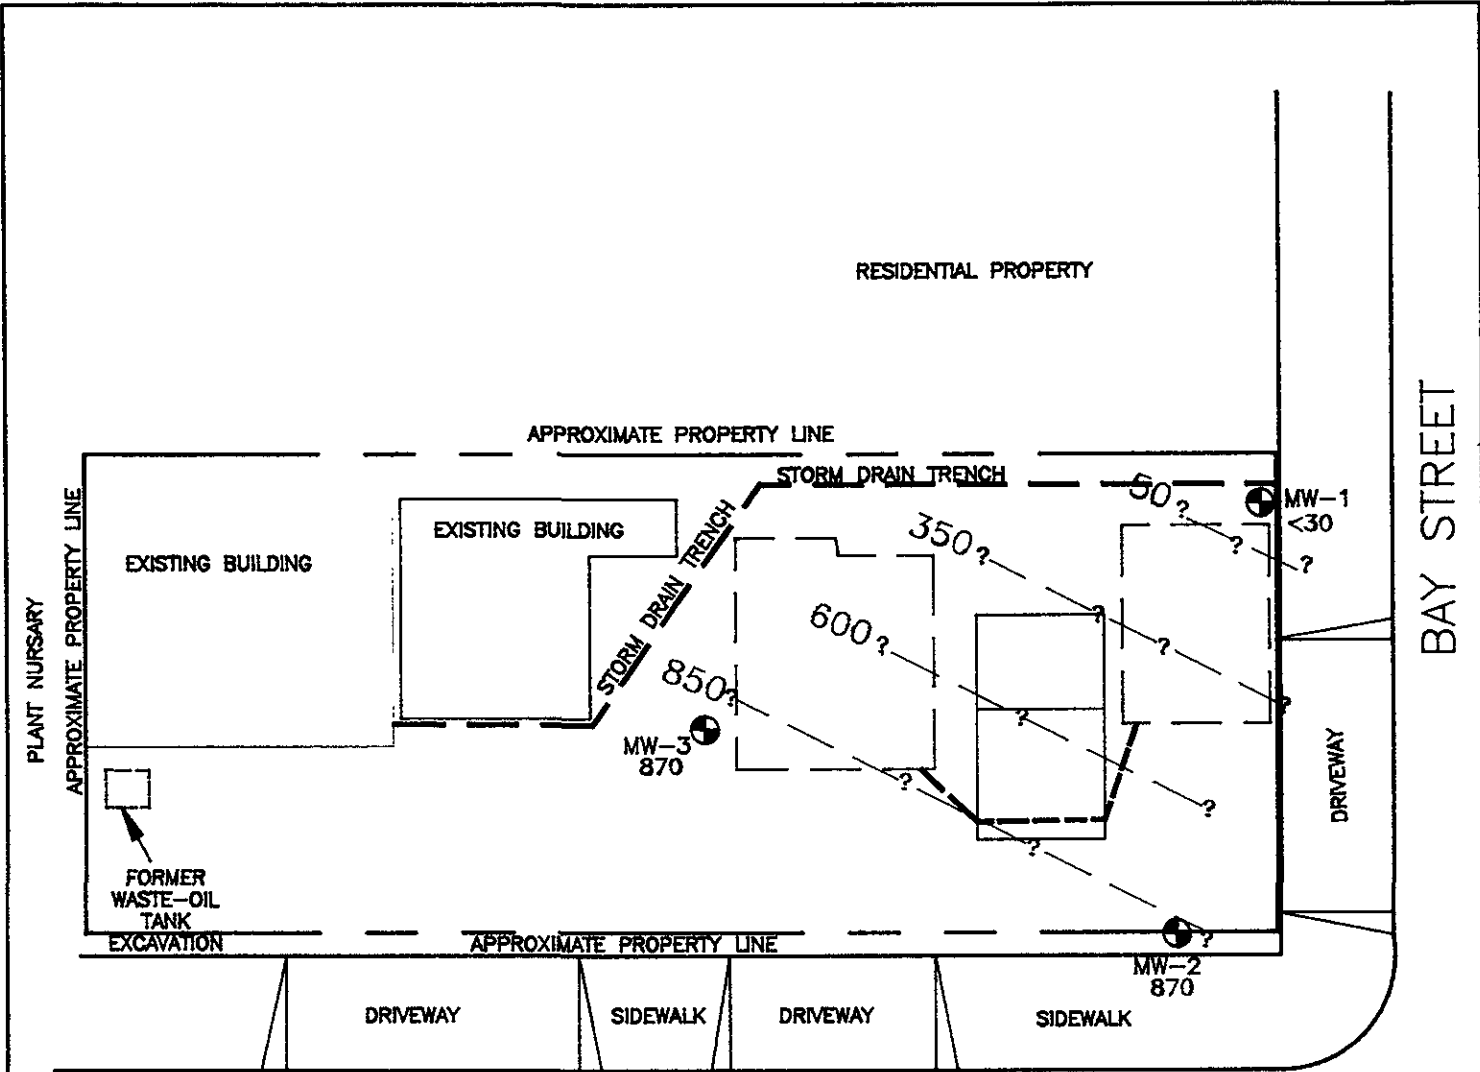 RESIDENTIAL PROPERTY
BAY STREET
APPROXIMATE PROPERTY LINE
STORM DRAIN TRENCH
50?
MW-1
<30
?
?
EXISTING BUILDING
EXISTING BUILDING
STORM DRAIN TRENCH
350?
?
?
?
600?
?
?
850?
?
?
?
PLANT NURSARY
APPROXIMATE PROPERTY LINE
MW-3
870
DRIVEWAY
FORMER
WASTE-OIL
TANK
EXCAVATION
APPROXIMATE PROPERTY LINE
MW-2
870
DRIVEWAY
SIDEWALK
DRIVEWAY
SIDEWALK